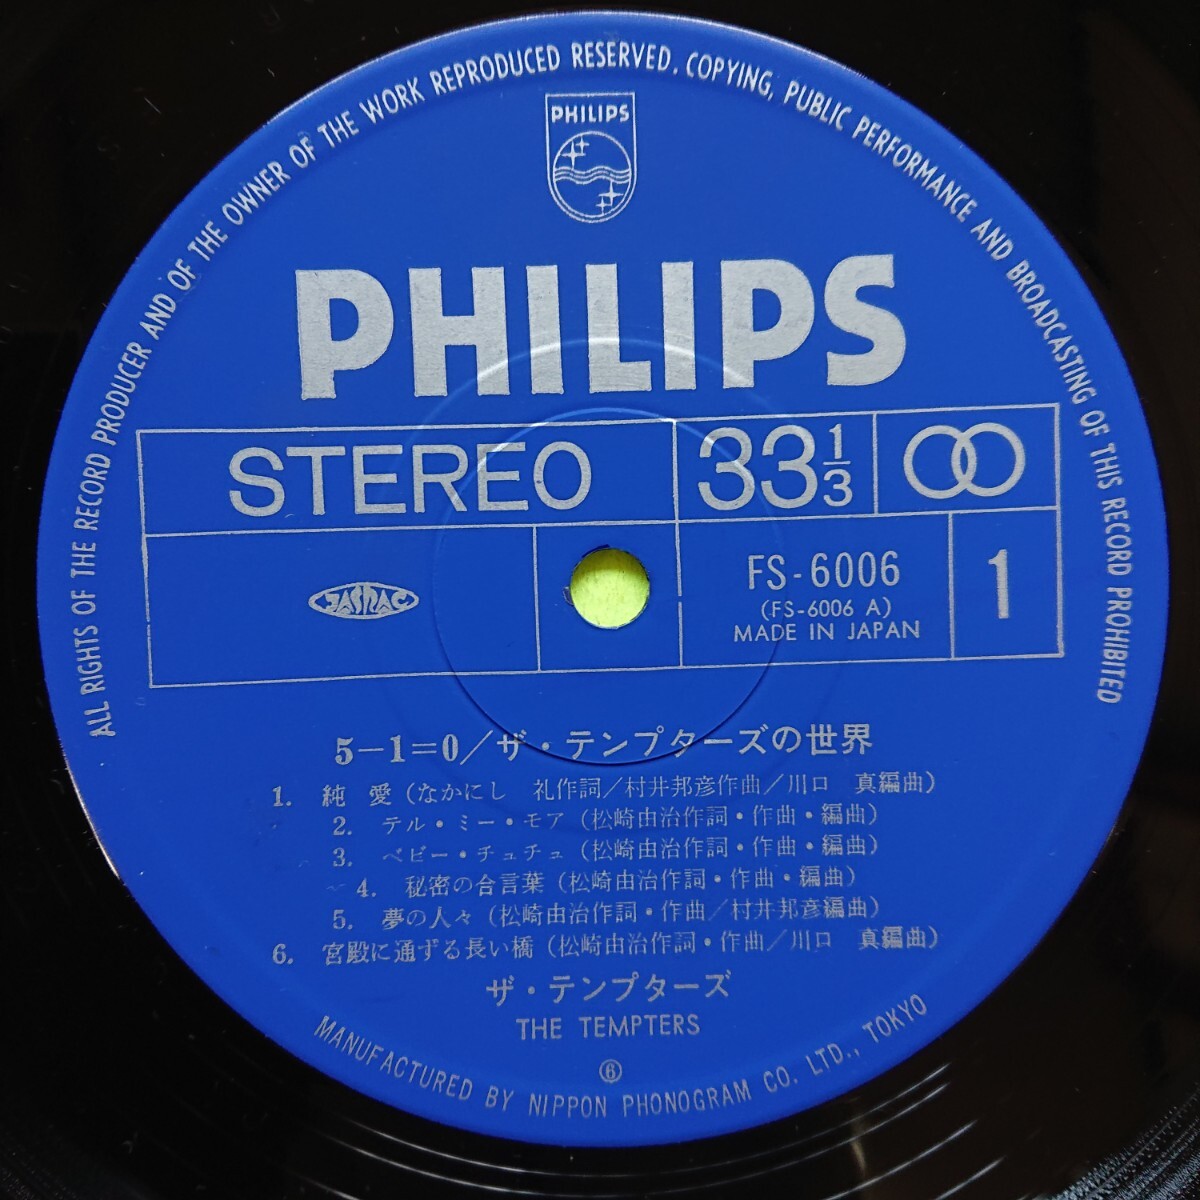 ALL RIGHTS OF THE RECORD PRODUCER AND OF THE OWNER OF THE WORK REPRODUCED RESERVED. COPYING, PUBLIC PERFORMANCE AND BROADCASTING OF THIS RECORD PROHIBITED
PHILIPS
PHILIPS
STEREO
33 1/3
JASRAC
FS-6006
(FS-6006 A)
MADE IN JAPAN
1
5-1=0/ザ・テンプターズの世界
1. 純 愛(なかにし 礼作詞/村井邦彦作曲/川口 真編曲)
2. テル・ミー・モア(松崎由治作詞・作曲・編曲)
3. ベビー・チュチュ(松崎由治作詞・作曲・編曲)
4. 秘密の合言葉(松崎由治作詞・作曲・編曲)
5. 夢の人々(松崎由治作詞・作曲/村井邦彦編曲)
6. 宮殿に通ずる長い橋(松崎由治作詞・作曲/川口 真編曲)
ザ・テンプターズ
THE TEMPTERS
⑥
MANUFACTURED BY NIPPON PHONOGRAM CO. LTD., TOKYO